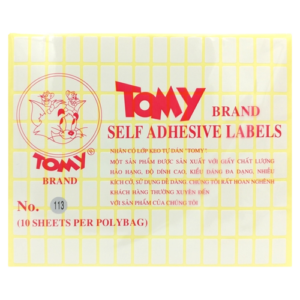 TOMY BRAND
SELF ADHESIVE LABELS
TOMY
BRAND
NHÃN CÓ LỚP KEO TỰ DÁN "TOMY"
MỘT SẢN PHẨM ĐƯỢC SẢN XUẤT VỚI GIẤY CHẤT LƯỢNG
HẢO HẠNG, ĐỘ DÍNH CAO, KIỂU DÁNG ĐA DẠNG, NHIỀU
KÍCH CỠ, SỬ DỤNG DỄ DÀNG. CHÚNG TÔI RẤT HOAN NGHÊNH
KHÁCH HÀNG THƯỜNG XUYÊN ĐẾN
VỚI SẢN PHẨM CỦA CHÚNG TÔI
No. 113
(10 SHEETS PER POLYBAG)